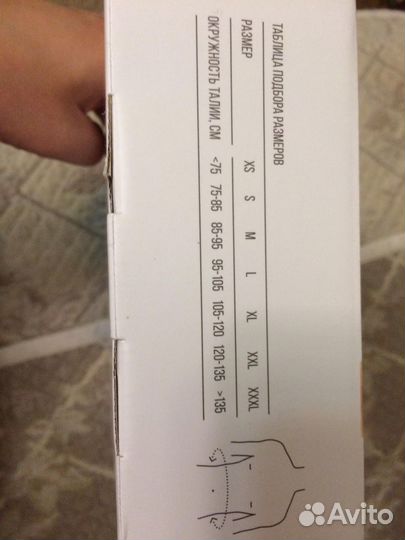 ТАБЛИЦА ПОДБОРА РАЗМЕРОВ
РАЗМЕР XS S M L XL XXL XXXL
ОКРУЖНОСТЬ ТАЛИИ, СМ <75 75-85 85-95 95-105 105-120 120-135 >135
Avito